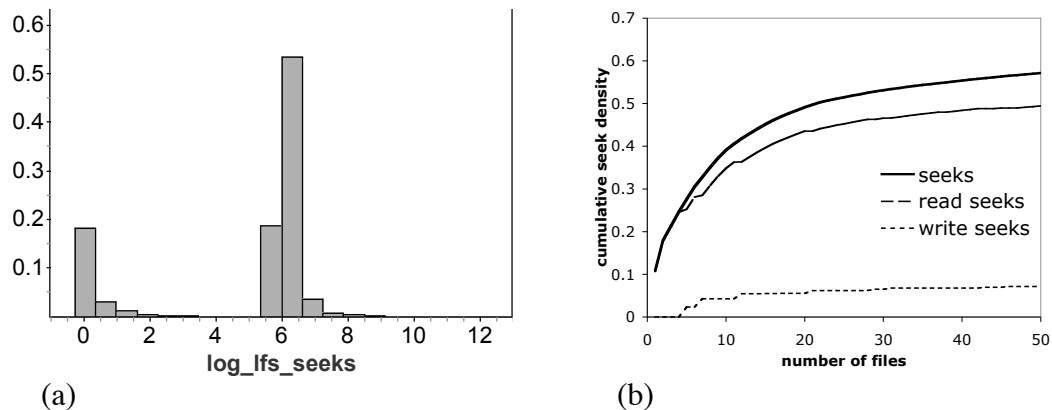 0.6
0.5
0.4
0.3
0.2
0.1
0 2 4 6 8 10 12
log_lfs_seeks
(a)
0.7
0.6
0.5
0.4
0.3
0.2
0.1
0
cumulative seek density
seeks
read seeks
write seeks
0 10 20 30 40 50
number of files
(b)